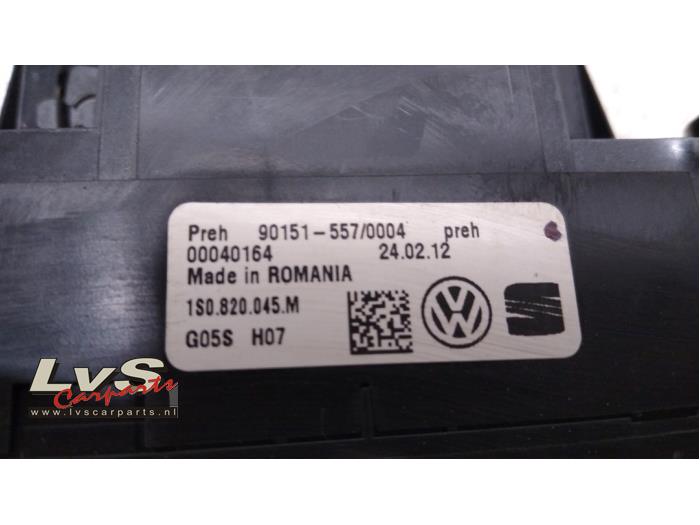 Preh 90151-557/0004 preh
00040164 24.02.12
Made in ROMANIA
1S0.820.045.M
G05S H07
LvS
Carparts
www.lvscarparts.nl